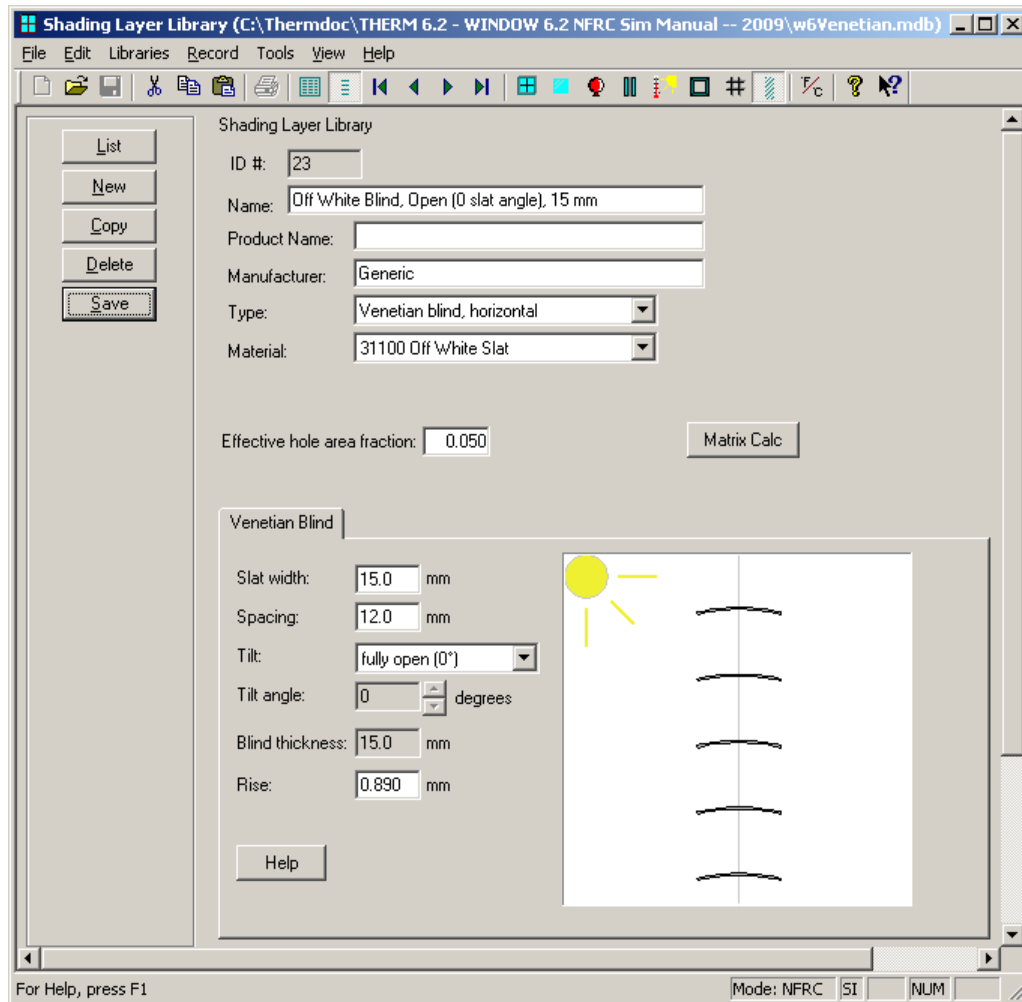 Shading Layer Library (C:\Thermdoc\THERM 6.2 - WINDOW 6.2 NFRC Sim Manual -- 2009\w6Venetian.mdb)
File Edit Libraries Record Tools View Help
F/C
List
New
Copy
Delete
Save
Shading Layer Library
ID #: 23
Name: Off White Blind, Open (0 slat angle), 15 mm
Product Name:
Manufacturer: Generic
Type: Venetian blind, horizontal
Material: 31100 Off White Slat
Effective hole area fraction: 0.050 Matrix Calc
Venetian Blind
Slat width: 15.0 mm
Spacing: 12.0 mm
Tilt: fully open (0°)
Tilt angle: 0 degrees
Blind thickness: 15.0 mm
Rise: 0.890 mm
Help
For Help, press F1 Mode: NFRC SI NUM